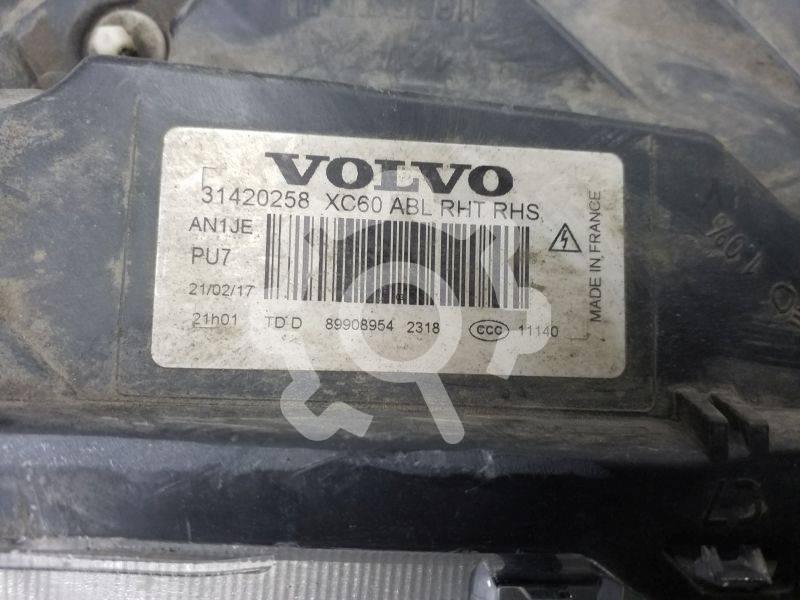 VOLVO
31420258 XC60 ABL RHT RHS
AN1JE
PU7
21/02/17
21h01 TD D 89908954 2318 CCC 11140
MADE IN FRANCE